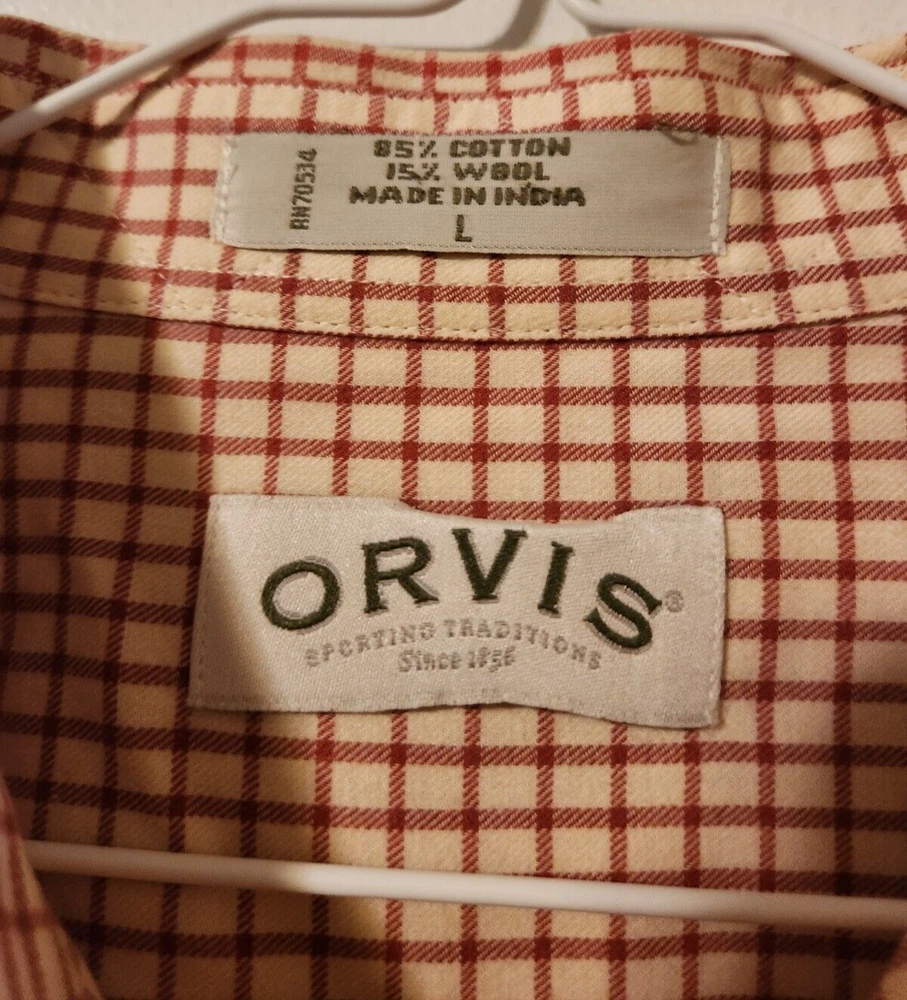 85% COTTON
15% WOOL
MADE IN INDIA
L
RN70534
ORVIS®
SPORTING TRADITIONS
Since 1856